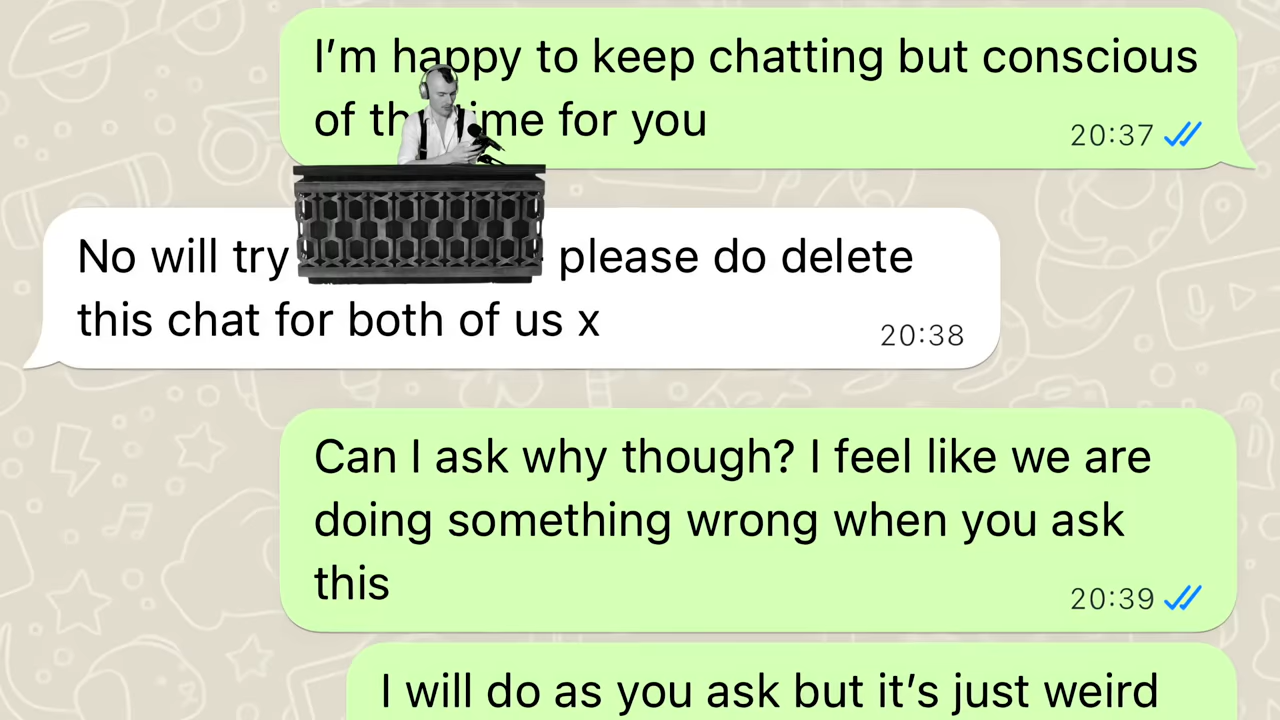 I’m happy to keep chatting but conscious
of the time for you
20:37
No will try please do delete
this chat for both of us x
20:38
Can I ask why though? I feel like we are
doing something wrong when you ask
this
20:39
I will do as you ask but it’s just weird